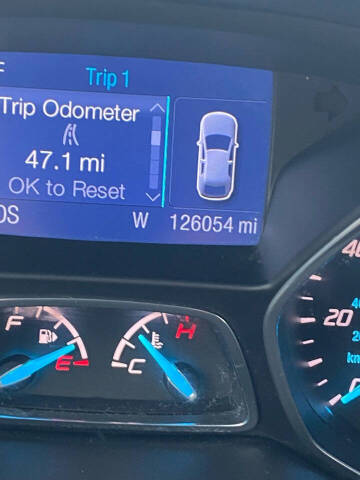 Trip 1
Trip Odometer
47.1 mi
OK to Reset
W 126054 mi
F
E
H
C
40
20